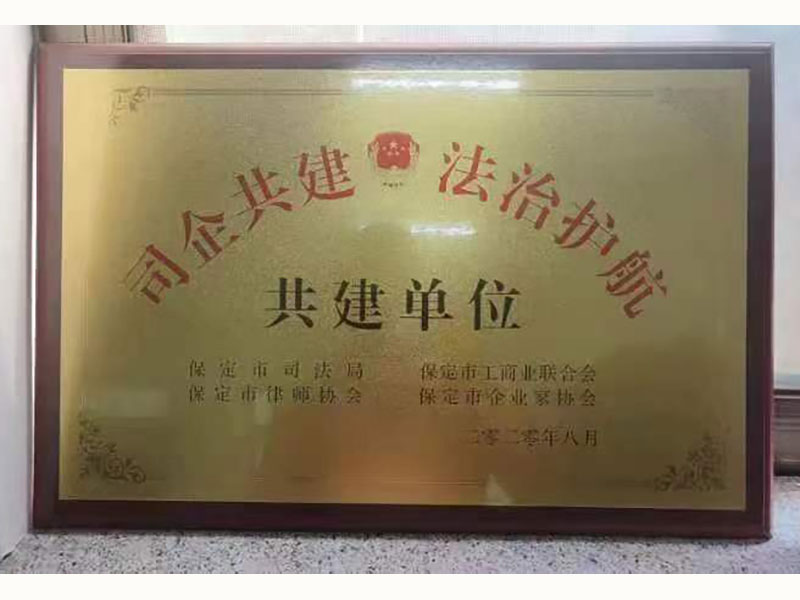 司企共建 法治护航
共建单位
保定市司法局 保定市工商业联合会
保定市律师协会 保定市企业家协会
二零二零年八月